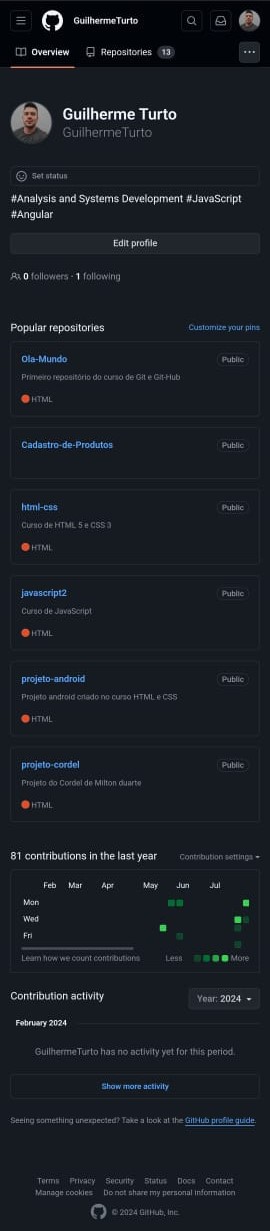 GuilhermeTurto
Overview
Repositories 13
Guilherme Turto
GuilhermeTurto
Set status
#Analysis and Systems Development #JavaScript
#Angular
Edit profile
0 followers · 1 following
Popular repositories
Customize your pins
Ola-Mundo
Public
Primeiro repositório do curso de Git e Git-Hub
HTML
Cadastro-de-Produtos
Public
html-css
Public
Curso de HTML 5 e CSS 3
HTML
javascript2
Public
Curso de JavaScript
HTML
projeto-android
Public
Projeto android criado no curso HTML e CSS
HTML
projeto-cordel
Public
Projeto do Cordel de Milton duarte
HTML
81 contributions in the last year
Contribution settings
Feb Mar Apr May Jun Jul
Mon
Wed
Fri
Learn how we count contributions
Less More
Contribution activity
Year: 2024
February 2024
GuilhermeTurto has no activity yet for this period.
Show more activity
Seeing something unexpected? Take a look at the GitHub profile guide.
Terms Privacy Security Status Docs Contact
Manage cookies Do not share my personal information
© 2024 GitHub, Inc.